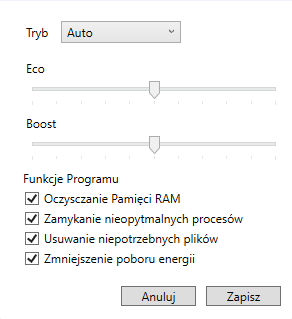 Tryb Auto
Eco
Boost
Funkcje Programu
Oczyszczanie Pamięci RAM
Zamykanie nieopytmalnych procesów
Usuwanie niepotrzebnych plików
Zmniejszenie poboru energii
Anuluj Zapisz